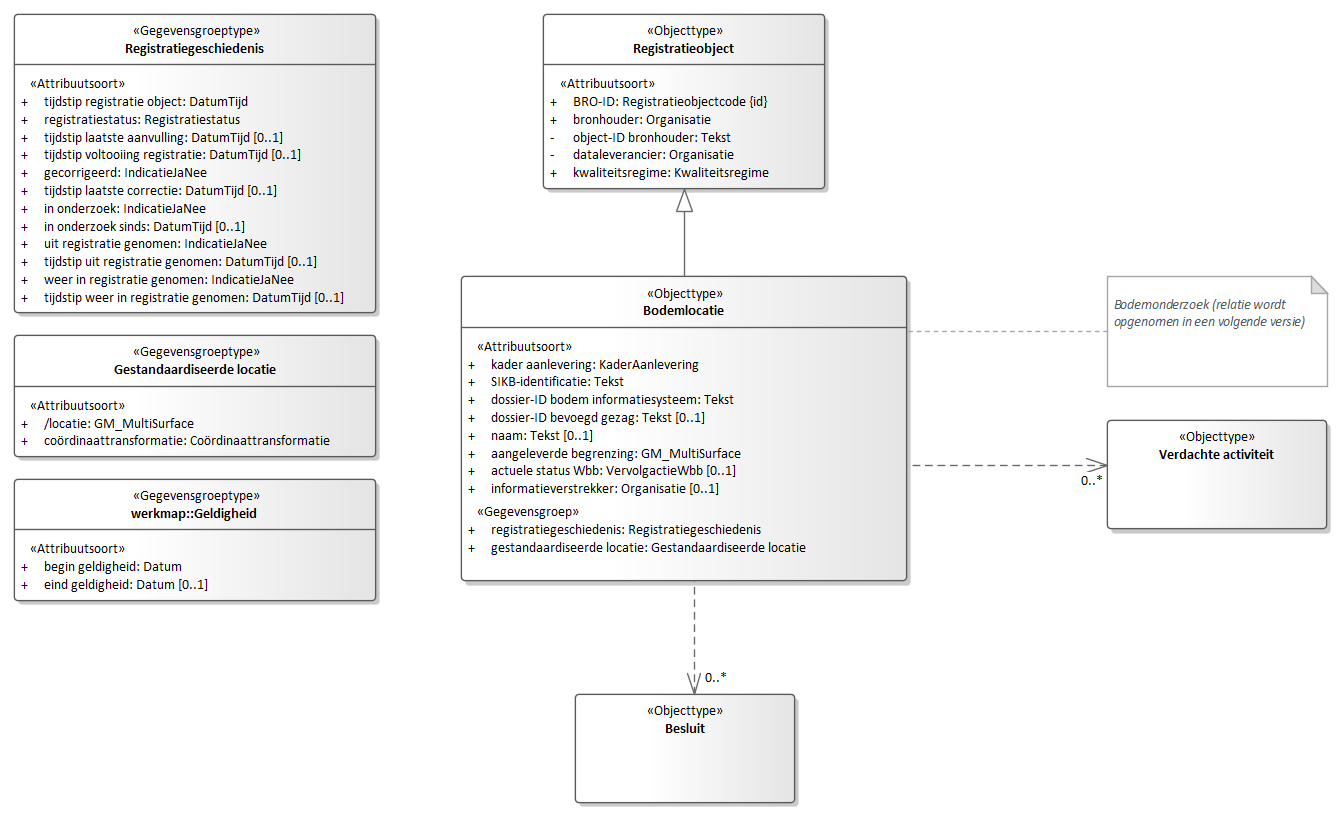 «Gegevensgroeptype»
Registratiegeschiedenis
«Attribuutsoort»
+ tijdstip registratie object: DatumTijd
+ registratiestatus: Registratiestatus
+ tijdstip laatste aanvulling: DatumTijd [0..1]
+ tijdstip voltooiing registratie: DatumTijd [0..1]
+ gecorrigeerd: IndicatieJaNee
+ tijdstip laatste correctie: DatumTijd [0..1]
+ in onderzoek: IndicatieJaNee
+ in onderzoek sinds: DatumTijd [0..1]
+ uit registratie genomen: IndicatieJaNee
+ tijdstip uit registratie genomen: DatumTijd [0..1]
+ weer in registratie genomen: IndicatieJaNee
+ tijdstip weer in registratie genomen: DatumTijd [0..1]
«Gegevensgroeptype»
Gestandaardiseerde locatie
«Attribuutsoort»
+ /locatie: GM_MultiSurface
+ coördinaattransformatie: Coördinaattransformatie
«Gegevensgroeptype»
werkmap::Geldigheid
«Attribuutsoort»
+ begin geldigheid: Datum
+ eind geldigheid: Datum [0..1]
«Objecttype»
Registratieobject
«Attribuutsoort»
+ BRO-ID: Registratieobjectcode {id}
+ bronhouder: Organisatie
- object-ID bronhouder: Tekst
- dataleverancier: Organisatie
+ kwaliteitsregime: Kwaliteitsregime
«Objecttype»
Bodemlocatie
«Attribuutsoort»
+ kader aanlevering: KaderAanlevering
+ SIKB-identificatie: Tekst
+ dossier-ID bodem informatiesysteem: Tekst
+ dossier-ID bevoegd gezag: Tekst [0..1]
+ naam: Tekst [0..1]
+ aangeleverde begrenzing: GM_MultiSurface
+ actuele status Wbb: VervolgactieWbb [0..1]
+ informatieverstrekker: Organisatie [0..1]
«Gegevensgroep»
+ registratiegeschiedenis: Registratiegeschiedenis
+ gestandaardiseerde locatie: Gestandaardiseerde locatie
Bodemonderzoek (relatie wordt
opgenomen in een volgende versie)
«Objecttype»
Verdachte activiteit
0..*
0..*
«Objecttype»
Besluit